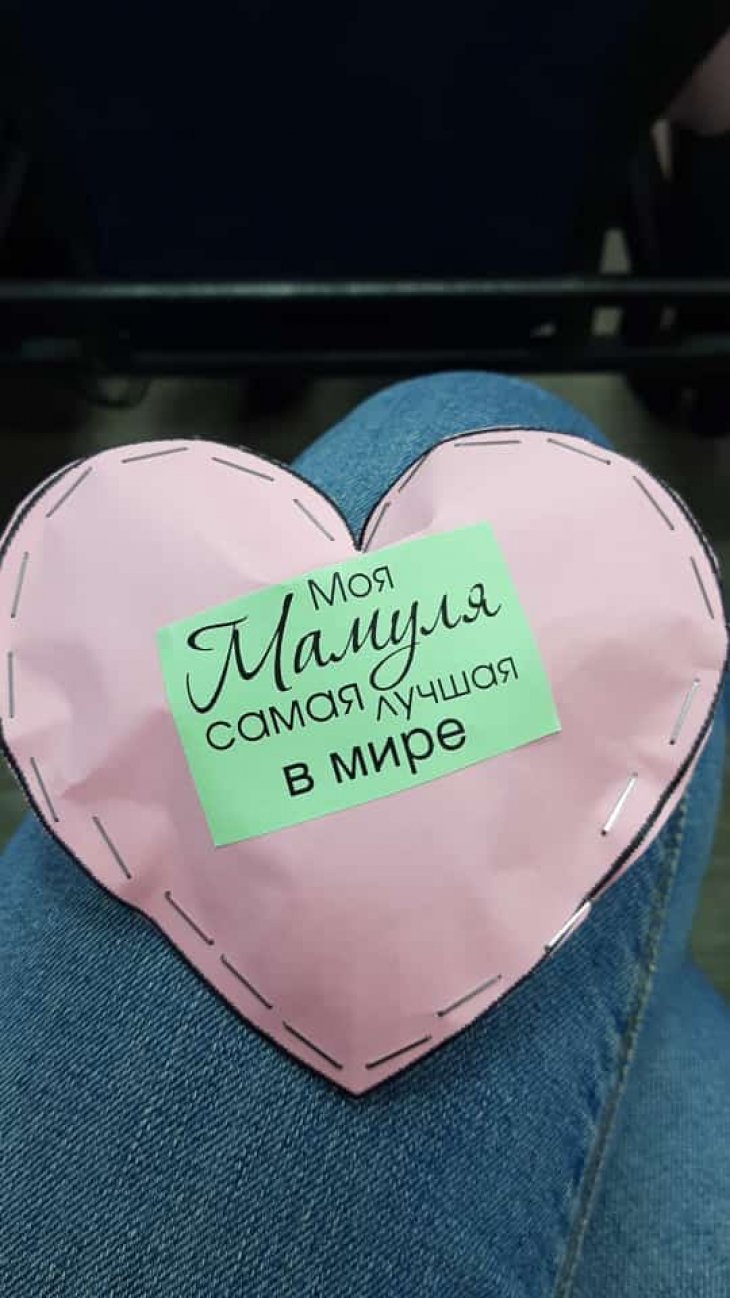 Моя
Мамуля
самая лучшая
в мире